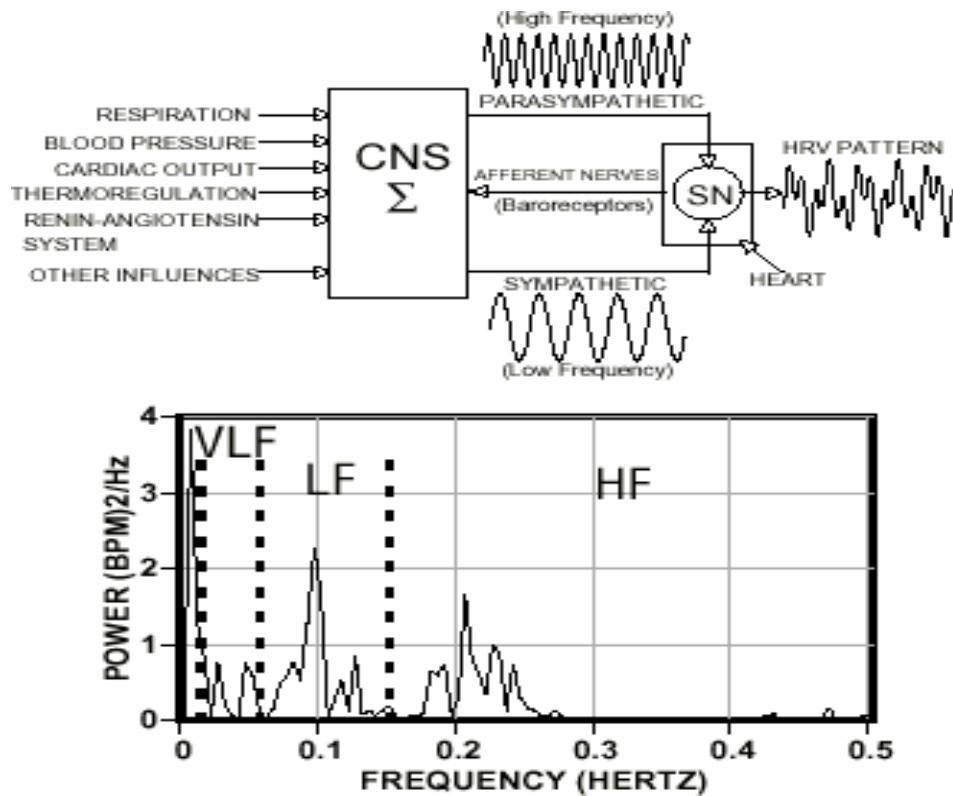 (High Frequency)
PARASYMPATHETIC
RESPIRATION
BLOOD PRESSURE
CARDIAC OUTPUT
THERMOREGULATION
RENIN-ANGIOTENSIN
SYSTEM
OTHER INFLUENCES
CNS
Σ
AFFERENT NERVES
(Baroreceptors)
SN
HRV PATTERN
HEART
SYMPATHETIC
(Low Frequency)
POWER (BPM)2/Hz
4
3
2
1
0
VLF
LF
HF
0 0.1 0.2 0.3 0.4 0.5
FREQUENCY (HERTZ)